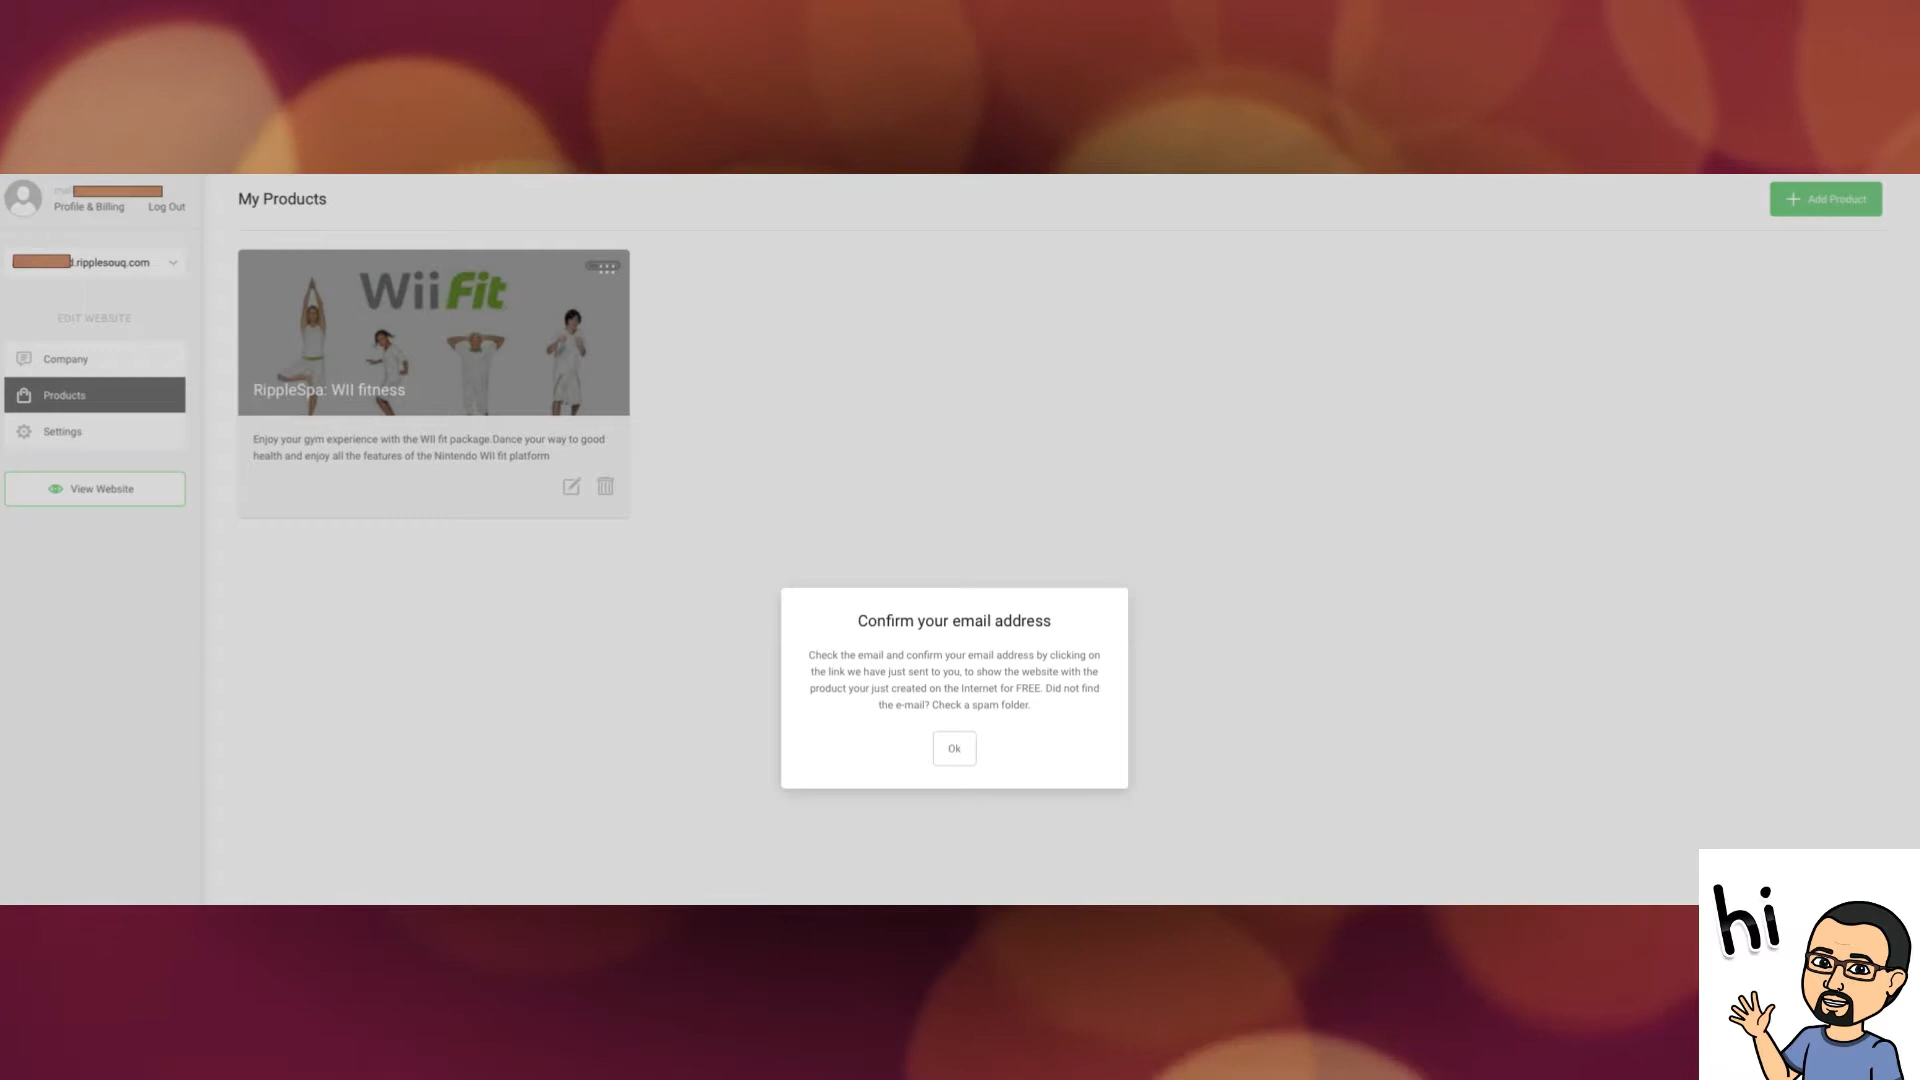 mail
Profile & Billing Log Out
My Products
Add Product
d.ripplesouq.com
EDIT WEBSITE
Company
Products
Settings
View Website
Wii Fit
RippleSpa: WII fitness
Enjoy your gym experience with the WII fit package.Dance your way to good
health and enjoy all the features of the Nintendo WII fit platform
Confirm your email address
Check the email and confirm your email address by clicking on
the link we have just sent to you, to show the website with the
product your just created on the Internet for FREE. Did not find
the e-mail? Check a spam folder.
Ok
hi